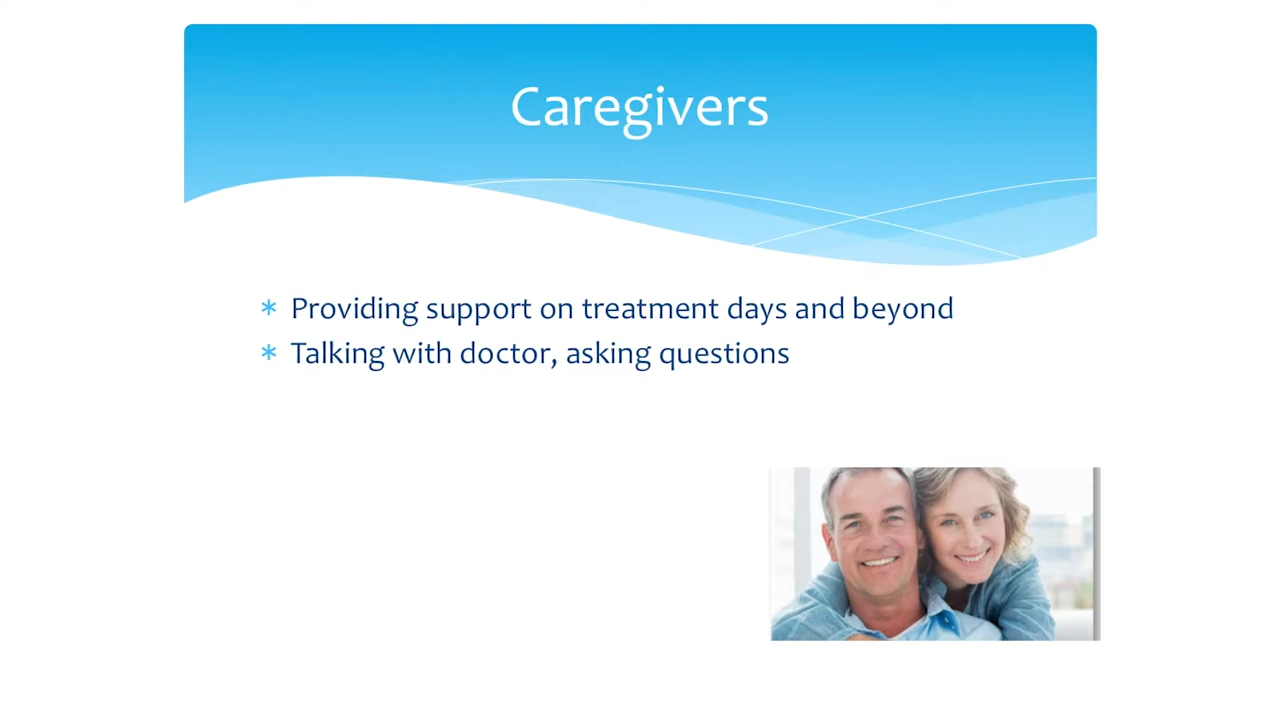 Caregivers
* Providing support on treatment days and beyond
* Talking with doctor, asking questions